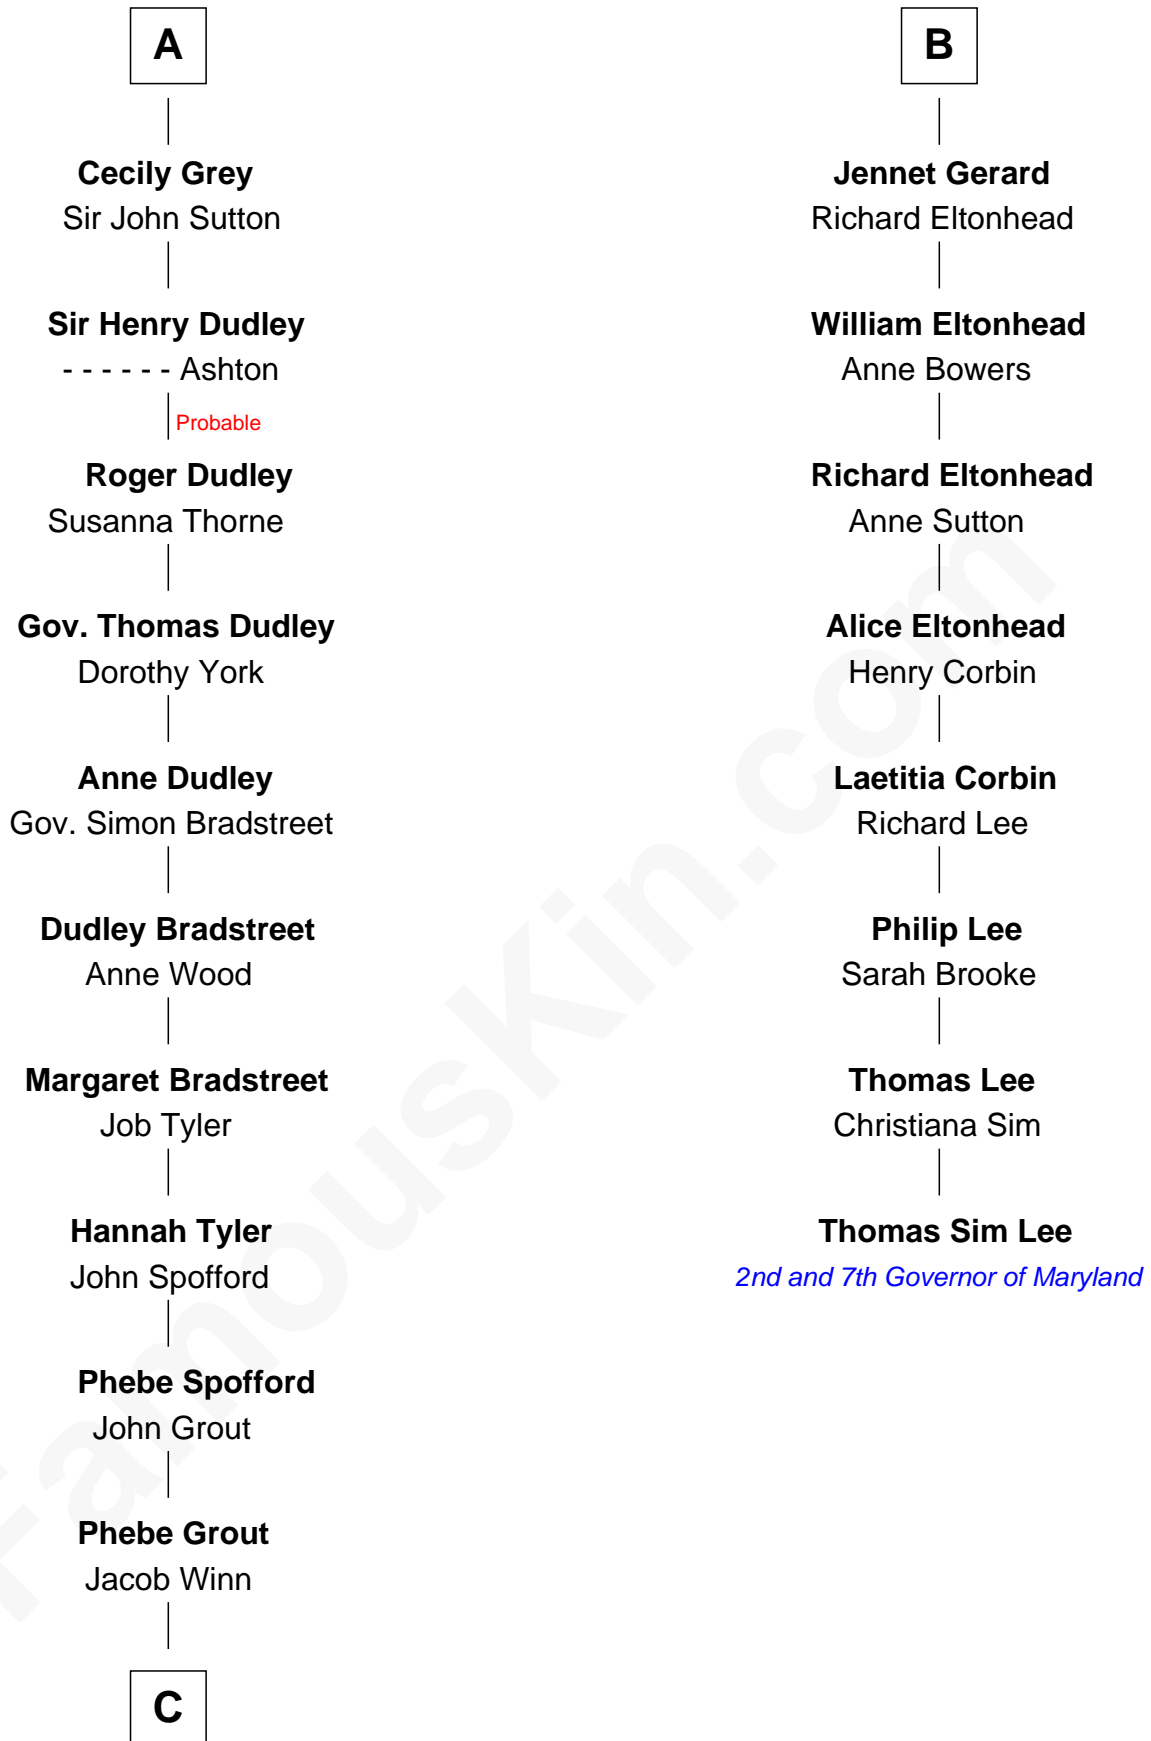 A
Cecily Grey
Sir John Sutton
Sir Henry Dudley
- - - - - - Ashton
Probable
Roger Dudley
Susanna Thorne
Gov. Thomas Dudley
Dorothy York
Anne Dudley
Gov. Simon Bradstreet
Dudley Bradstreet
Anne Wood
Margaret Bradstreet
Job Tyler
Hannah Tyler
John Spofford
Phebe Spofford
John Grout
Phebe Grout
Jacob Winn
C
B
Jennet Gerard
Richard Eltonhead
William Eltonhead
Anne Bowers
Richard Eltonhead
Anne Sutton
Alice Eltonhead
Henry Corbin
Laetitia Corbin
Richard Lee
Philip Lee
Sarah Brooke
Thomas Lee
Christiana Sim
Thomas Sim Lee
2nd and 7th Governor of Maryland
FamousKin.com